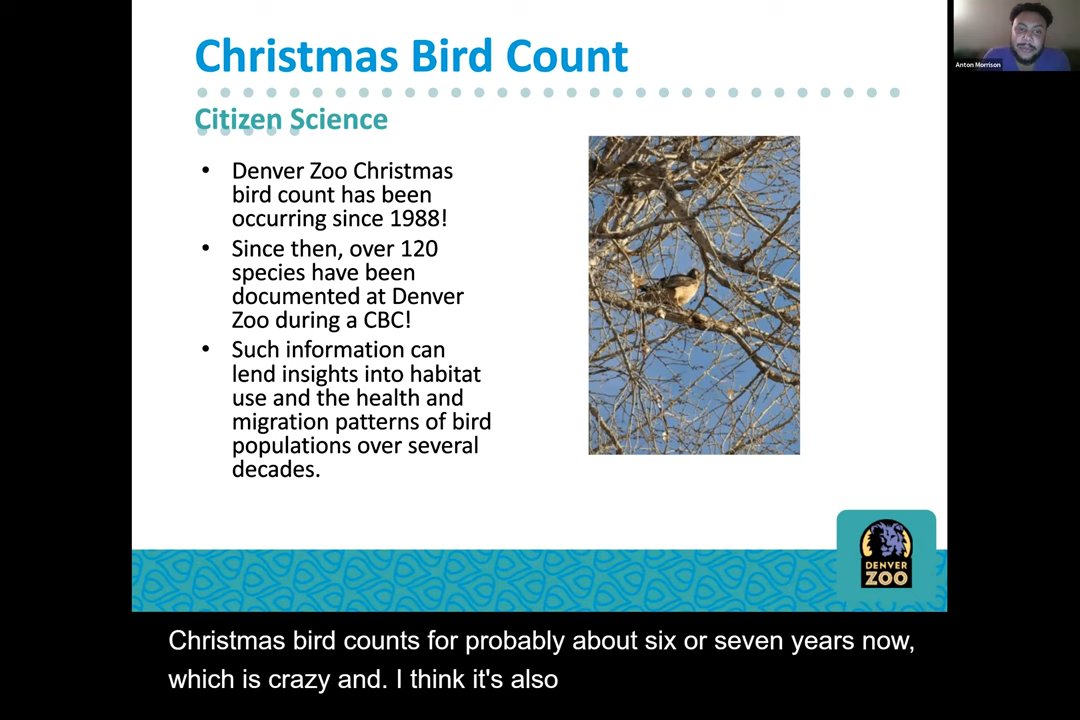 Christmas Bird Count
Citizen Science
• Denver Zoo Christmas
bird count has been
occurring since 1988!
• Since then, over 120
species have been
documented at Denver
Zoo during a CBC!
• Such information can
lend insights into habitat
use and the health and
migration patterns of bird
populations over several
decades.
DENVER
ZOO
Anton Morrison
Christmas bird counts for probably about six or seven years now,
which is crazy and. I think it's also